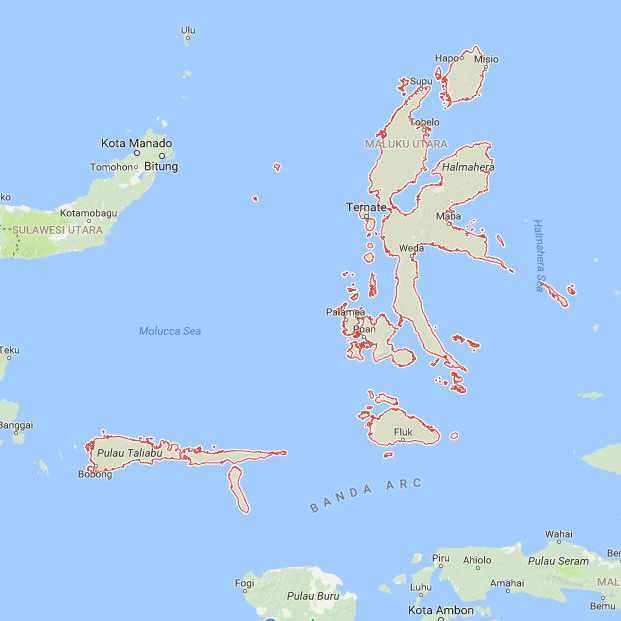 Ulu
Hapo
Misio
Supu
Tobelo
MALUKU UTARA
Kota Manado
Tomohon
Bitung
Halmahera
ko
Kotamobagu
SULAWESI UTARA
Ternate
Maba
Weda
Halmahera Sea
Palamea
Poan
Molucca Sea
Teku
Banggai
Fluk
Pulau Taliabu
Bobong
BANDA ARC
Wahai
Piru
Ahiolo
Pulau Seram
Ber
Fogi
Pulau Buru
Luhu
Amahai
MAL
Bemu
Kota Ambon